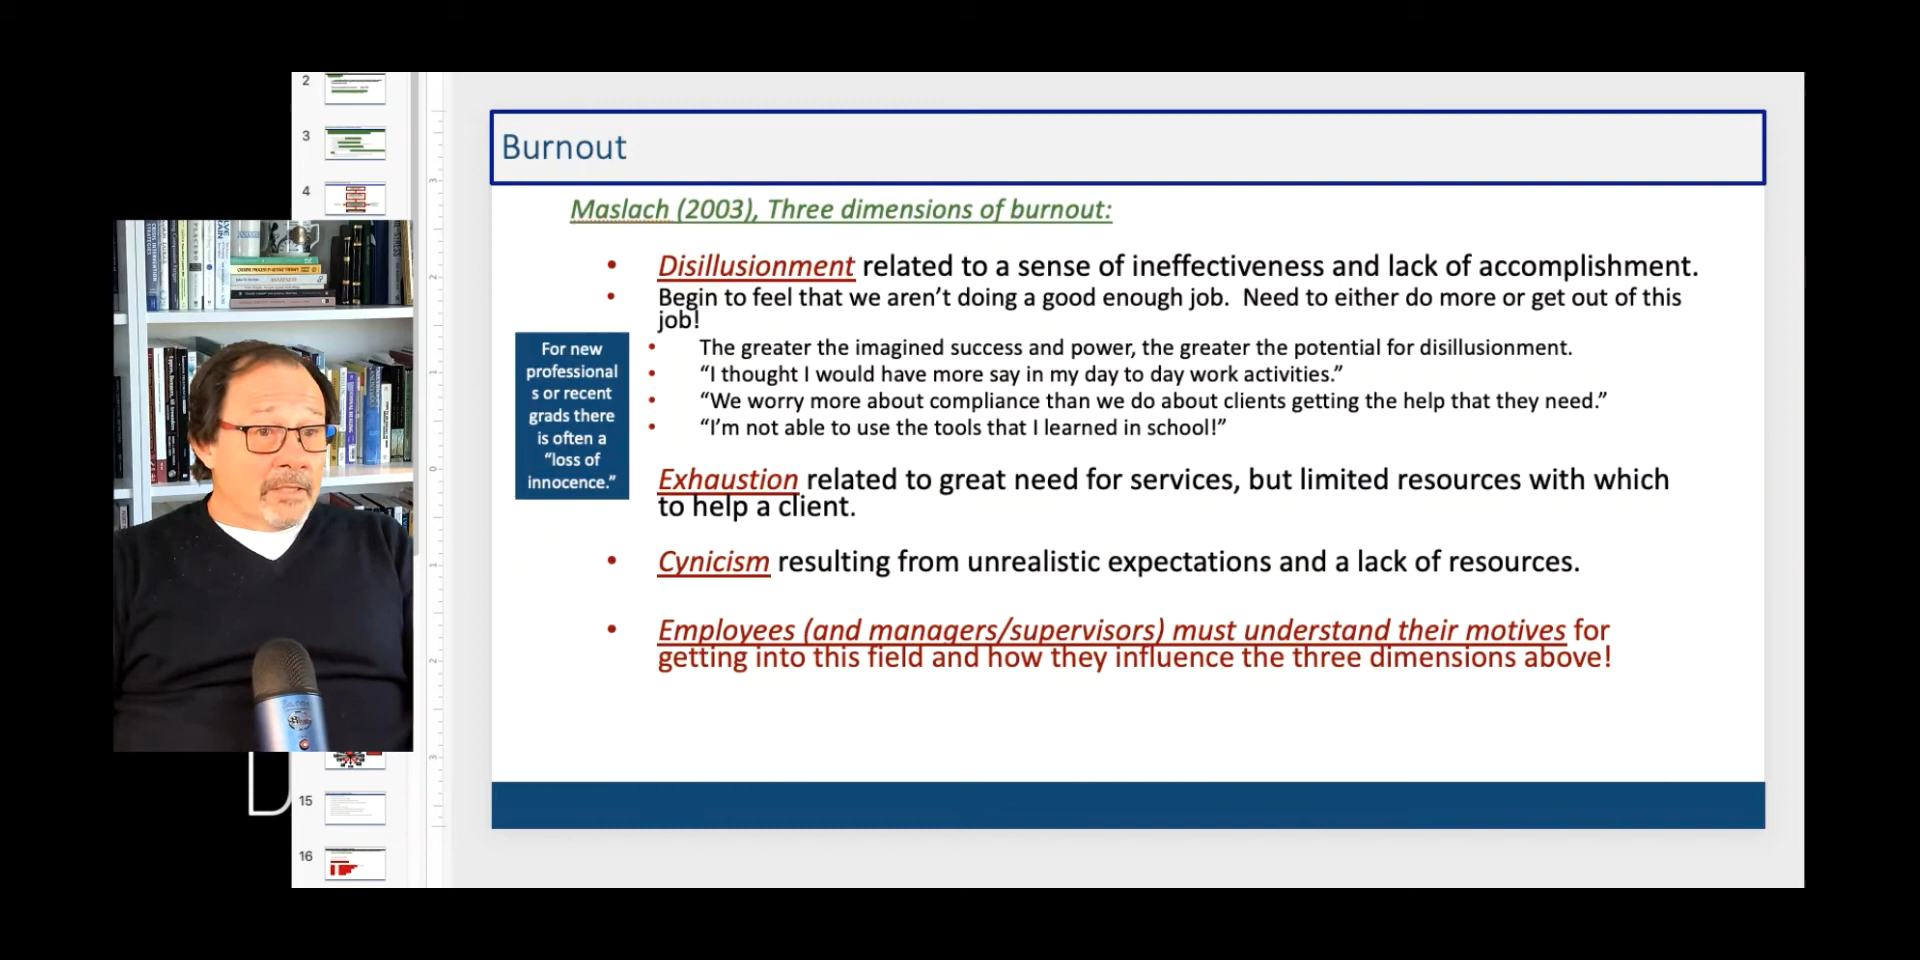 2
3
4
Burnout
Maslach (2003), Three dimensions of burnout:
• Disillusionment related to a sense of ineffectiveness and lack of accomplishment.
• Begin to feel that we aren’t doing a good enough job.  Need to either do more or get out of this
job!
• The greater the imagined success and power, the greater the potential for disillusionment.
• “I thought I would have more say in my day to day work activities.”
• “We worry more about compliance than we do about clients getting the help that they need.”
• “I’m not able to use the tools that I learned in school!”
For new
professional
s or recent
grads there
is often a
“loss of
innocence.”
Exhaustion related to great need for services, but limited resources with which
to help a client.
• Cynicism resulting from unrealistic expectations and a lack of resources.
• Employees (and managers/supervisors) must understand their motives for
getting into this field and how they influence the three dimensions above!
15
16